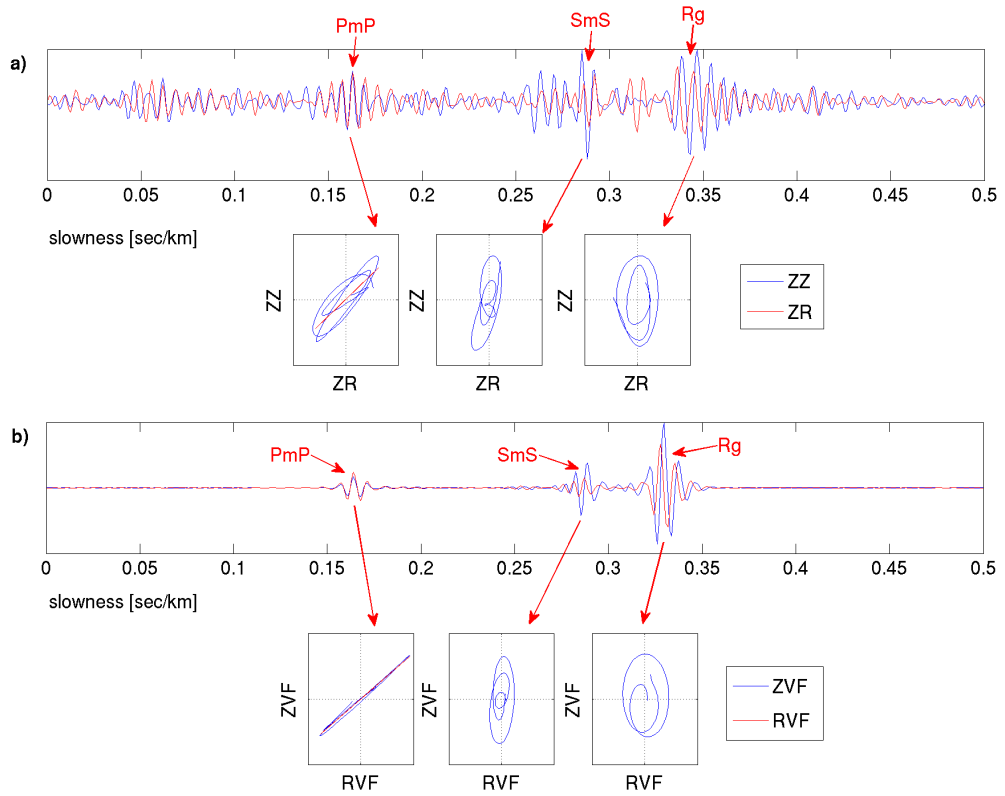 PmP
SmS
Rg
a)
0 0.05 0.1 0.15 0.2 0.25 0.3 0.35 0.4 0.45 0.5
slowness [sec/km]
ZZ ZZ ZZ
ZR ZR ZR
ZZ
ZR
b)
PmP
SmS
Rg
0 0.05 0.1 0.15 0.2 0.25 0.3 0.35 0.4 0.45 0.5
slowness [sec/km]
ZVF ZVF ZVF
RVF RVF RVF
ZVF
RVF